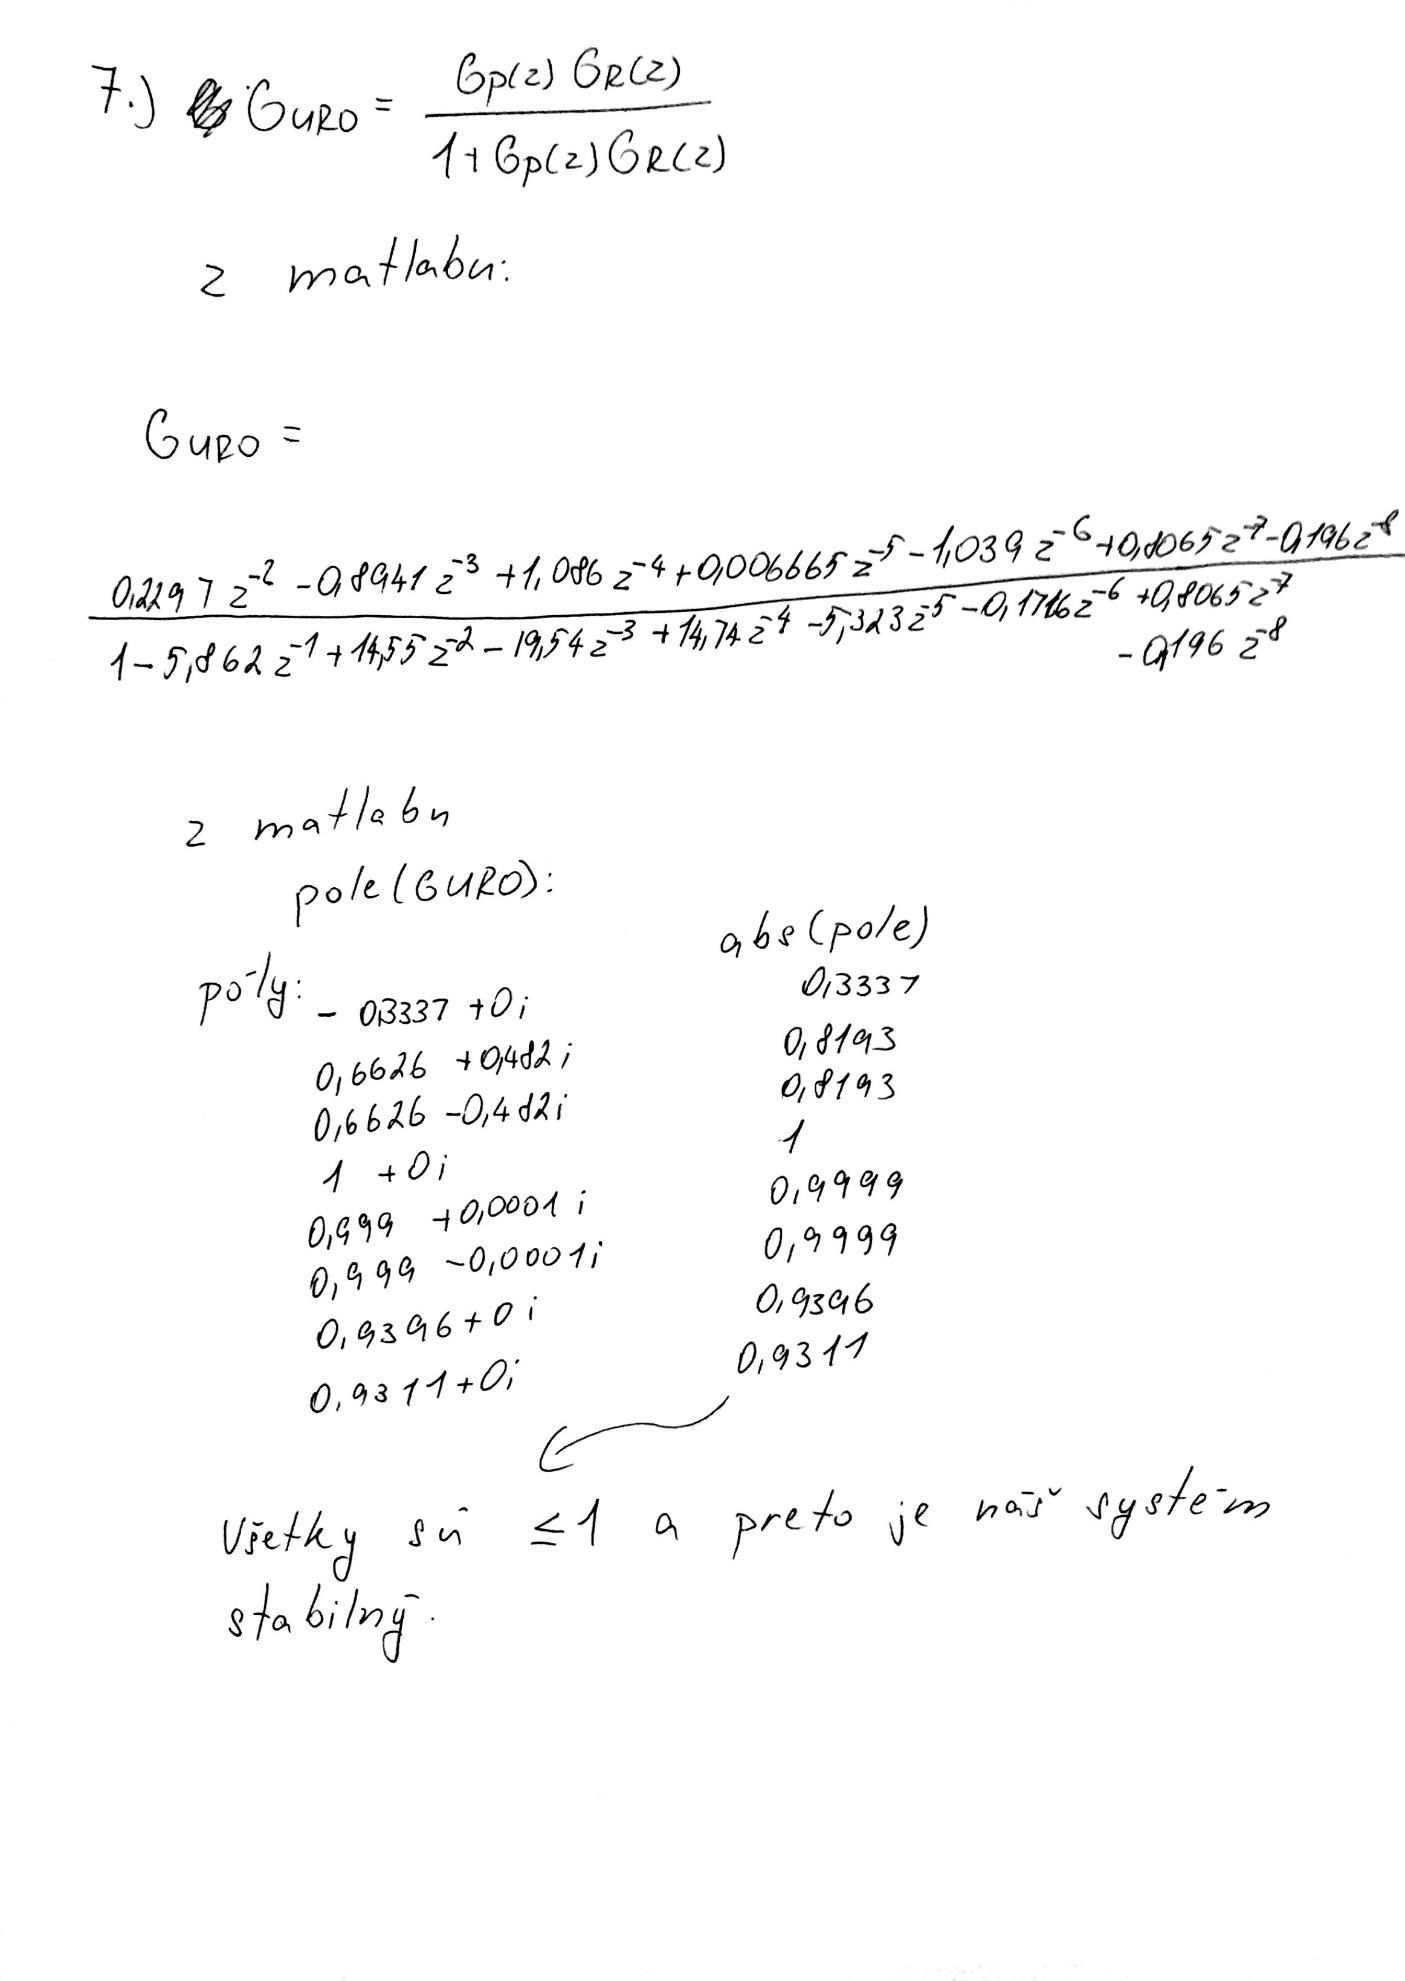 7.) GURO = Gp(z) GR(z) / 1+Gp(z)GR(z)
z matlabu:
GURO =
0,2297 z^-2 - 0,8941 z^-3 + 1,086 z^-4 + 0,006665 z^-5 - 1,039 z^-6 + 0,8065 z^-7 - 0,196 z^-8
1 - 5,862 z^-1 + 14,55 z^-2 - 19,54 z^-3 + 14,74 z^-4 - 5,323 z^-5 - 0,1716 z^-6 + 0,8065 z^-7
- 0,196 z^-8
z matlabu
pole(GURO):
abs(pole)
póly: - 0,3337 + 0i 0,3337
0,6626 + 0,482i 0,8193
0,6626 - 0,482i 0,8193
1 + 0i 1
0,999 + 0,0001i 0,9999
0,999 - 0,0001i 0,9999
0,9396 + 0i 0,9396
0,9311 + 0i 0,9311
Všetky sú ≤1 a preto je náš systém
stabilný.